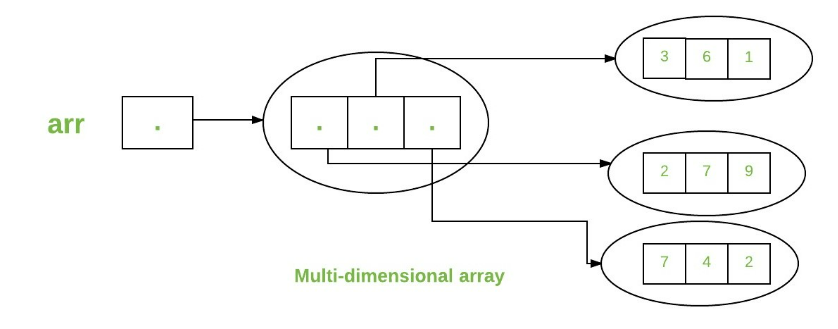 3 6 1
arr . . . .
2 7 9
7 4 2
Multi-dimensional array